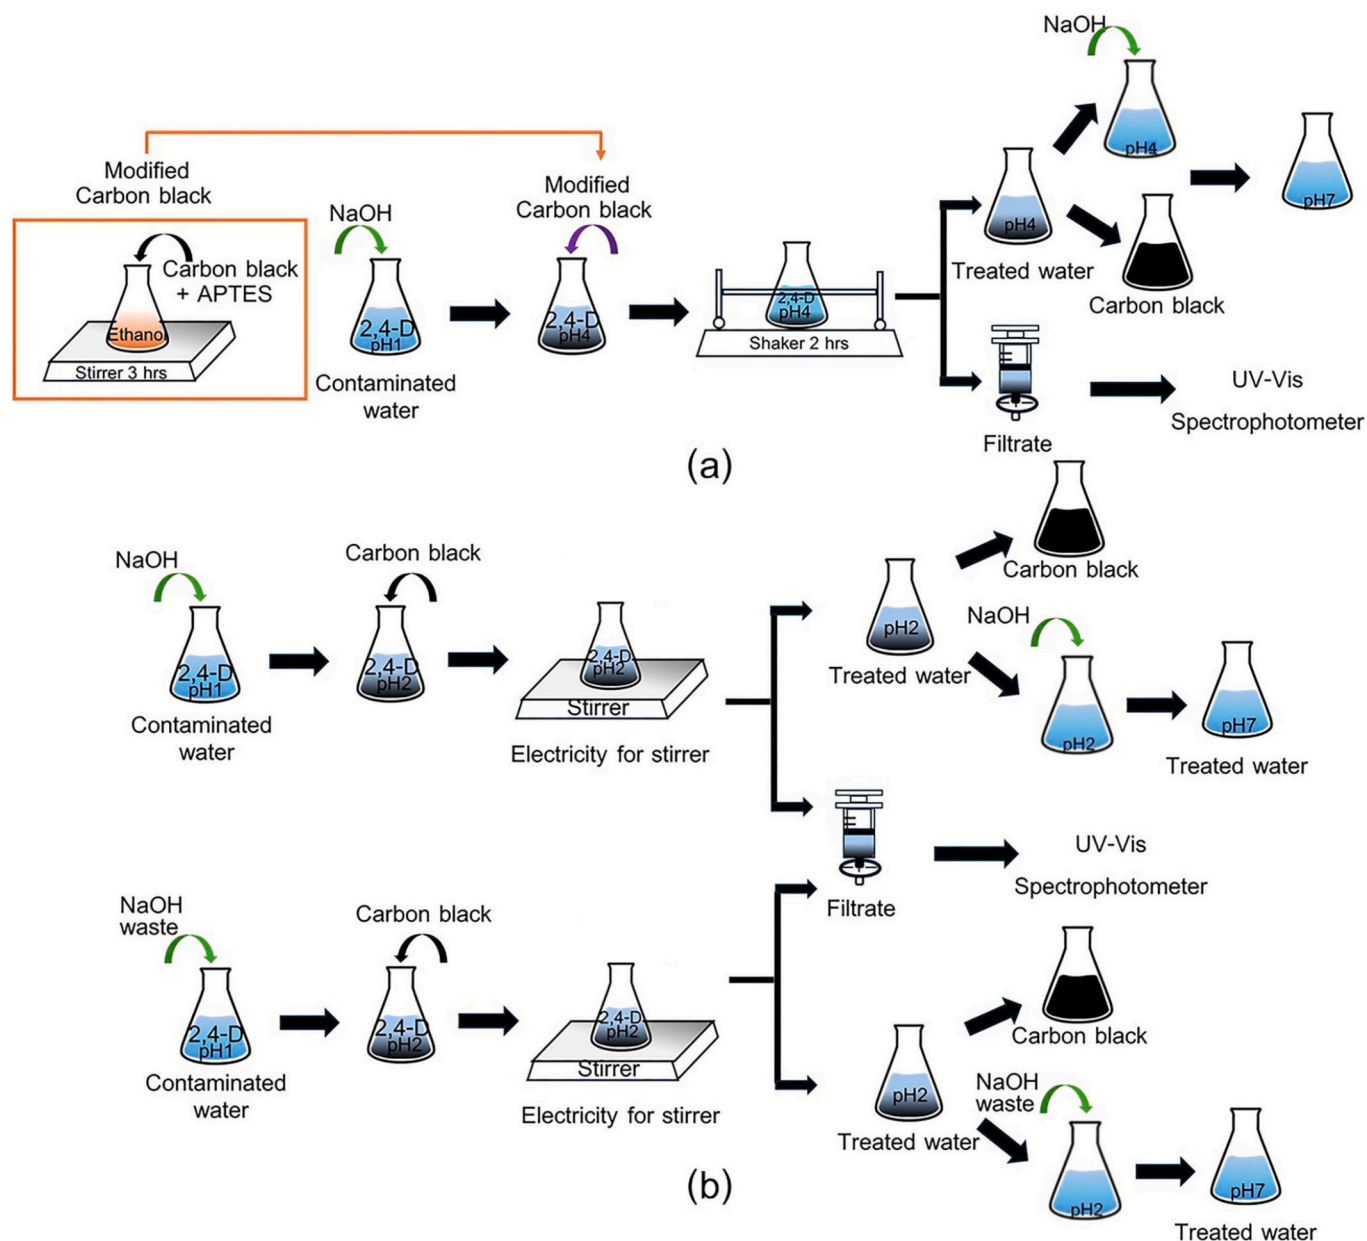 NaOH
pH4
pH7
Modified
Carbon black
Modified
Carbon black
NaOH
Carbon black
+ APTES
Ethanol
Stirrer 3 hrs
2,4-D
pH1
Contaminated
water
2,4-D
pH4
2,4-D
pH4
Shaker 2 hrs
pH4
Treated water
Carbon black
Filtrate
UV-Vis
Spectrophotometer
(a)
NaOH
2,4-D
pH1
Contaminated
water
Carbon black
2,4-D
pH2
2,4-D
pH2
Stirrer
Electricity for stirrer
pH2
Treated water
Carbon black
NaOH
pH2
pH7
Treated water
Filtrate
UV-Vis
Spectrophotometer
NaOH
waste
2,4-D
pH1
Contaminated
water
Carbon black
2,4-D
pH2
2,4-D
pH2
Stirrer
Electricity for stirrer
pH2
Treated water
Carbon black
NaOH
waste
pH2
pH7
Treated water
(b)